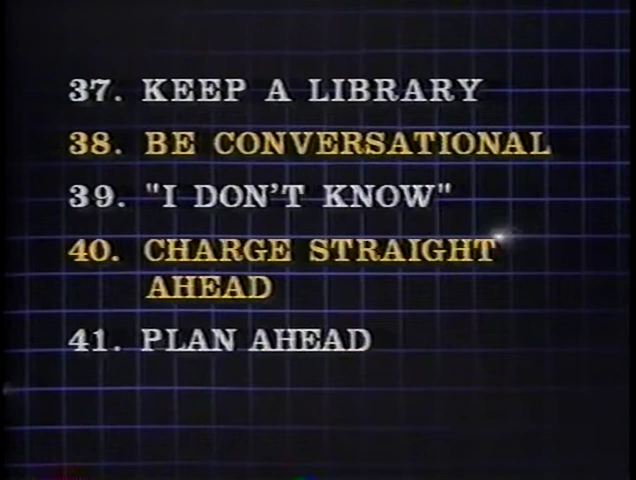 37. KEEP A LIBRARY
38. BE CONVERSATIONAL
39. "I DON'T KNOW"
40. CHARGE STRAIGHT
AHEAD
41. PLAN AHEAD